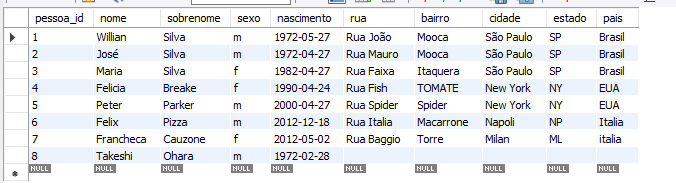 pessoa_id nome sobrenome sexo nascimento rua bairro cidade estado pais
1 Willian Silva m 1972-05-27 Rua João Mooca São Paulo SP Brasil
2 José Silva m 1972-04-27 Rua Mauro Mooca São Paulo SP Brasil
3 Maria Silva f 1982-04-27 Rua Faixa Itaquera São Paulo SP Brasil
4 Felicia Breake f 1990-04-24 Rua Fish TOMATE New York NY EUA
5 Peter Parker m 2000-04-27 Rua Spider Spider New York NY EUA
6 Felix Pizza m 2012-12-18 Rua Italia Macarrone Napoli NP Italia
7 Francheca Cauzone f 2012-05-02 Rua Baggio Torre Milan ML italia
8 Takeshi Ohara m 1972-02-28
NULL NULL NULL NULL NULL NULL NULL NULL NULL NULL